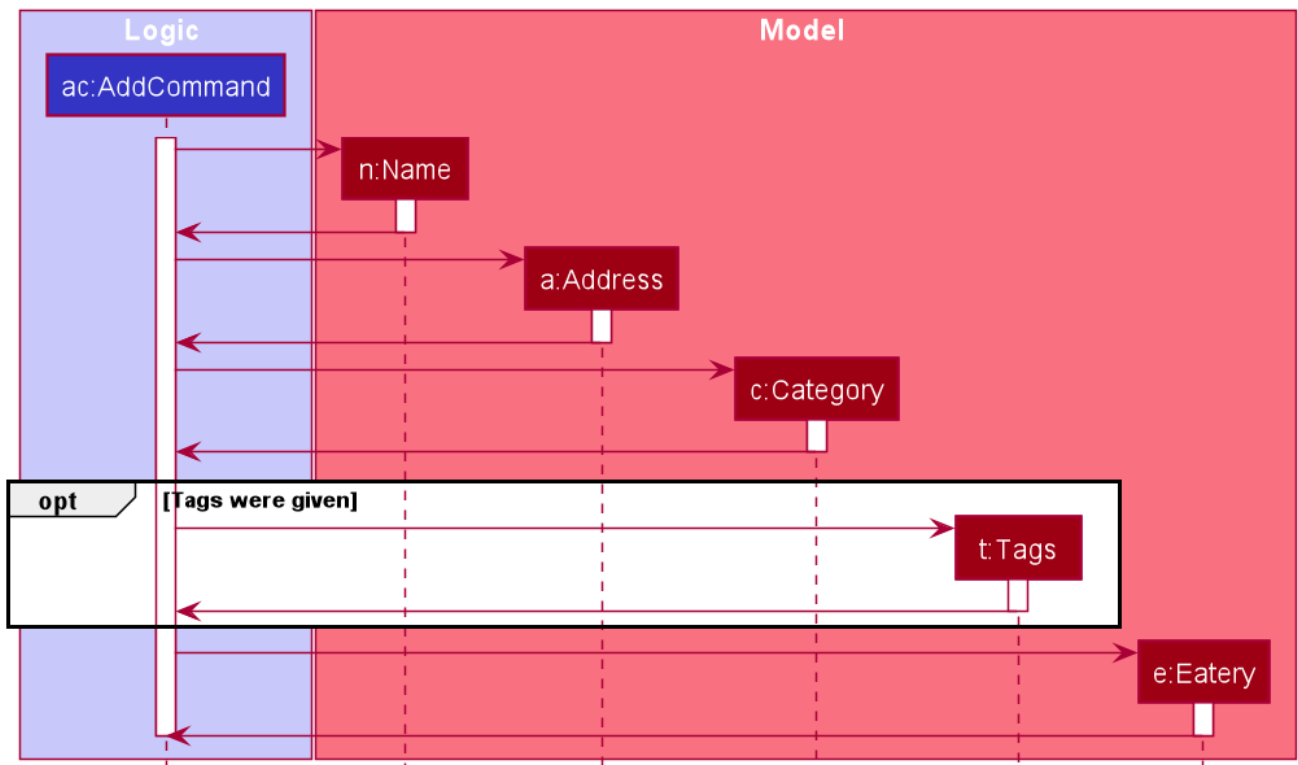 Logic
Model
ac:AddCommand
n:Name
a:Address
c:Category
opt
[Tags were given]
t:Tags
e:Eatery